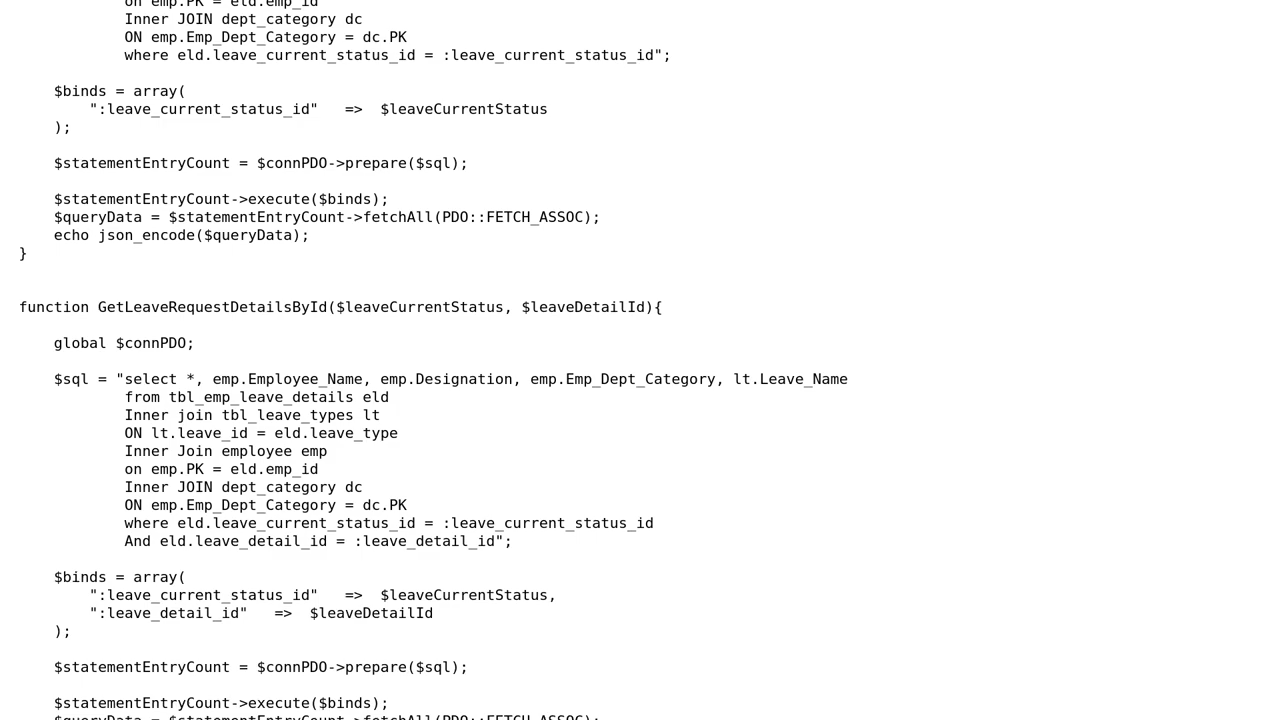 on emp.PK = eld.emp_id
Inner JOIN dept_category dc
ON emp.Emp_Dept_Category = dc.PK
where eld.leave_current_status_id = :leave_current_status_id";
$binds = array(
":leave_current_status_id"   =>  $leaveCurrentStatus
);
$statementEntryCount = $connPDO->prepare($sql);
$statementEntryCount->execute($binds);
$queryData = $statementEntryCount->fetchAll(PDO::FETCH_ASSOC);
echo json_encode($queryData);
}
function GetLeaveRequestDetailsById($leaveCurrentStatus, $leaveDetailId){
global $connPDO;
$sql = "select *, emp.Employee_Name, emp.Designation, emp.Emp_Dept_Category, lt.Leave_Name
from tbl_emp_leave_details eld
Inner join tbl_leave_types lt
ON lt.leave_id = eld.leave_type
Inner Join employee emp
on emp.PK = eld.emp_id
Inner JOIN dept_category dc
ON emp.Emp_Dept_Category = dc.PK
where eld.leave_current_status_id = :leave_current_status_id
And eld.leave_detail_id = :leave_detail_id";
$binds = array(
":leave_current_status_id"   =>  $leaveCurrentStatus,
":leave_detail_id"   =>  $leaveDetailId
);
$statementEntryCount = $connPDO->prepare($sql);
$statementEntryCount->execute($binds);
$queryData = $statementEntryCount->fetchAll(PDO::FETCH_ASSOC);